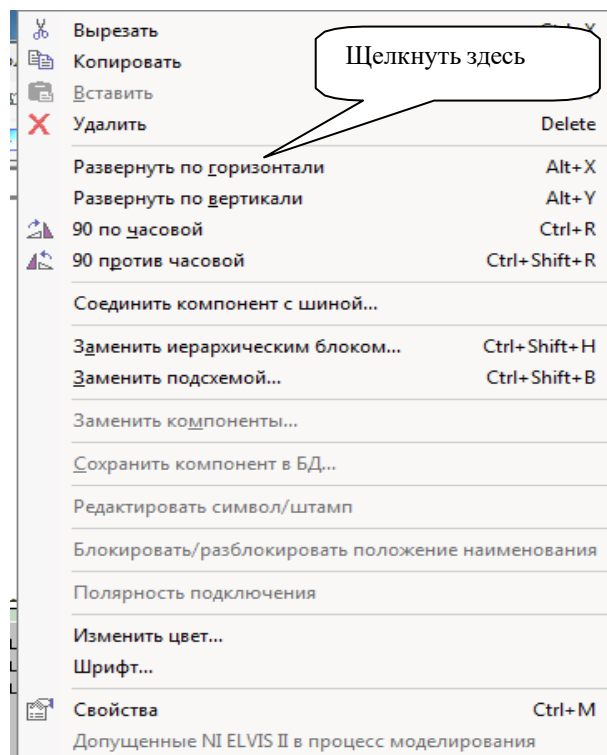 Вырезать
Щелкнуть здесь
Копировать
Вставить
Удалить Delete
Развернуть по горизонтали Alt+X
Развернуть по вертикали Alt+Y
90 по часовой Ctrl+R
90 против часовой Ctrl+Shift+R
Соединить компонент с шиной...
Заменить иерархическим блоком... Ctrl+Shift+H
Заменить подсхемой... Ctrl+Shift+B
Заменить компоненты...
Сохранить компонент в БД...
Редактировать символ/штамп
Блокировать/разблокировать положение наименования
Полярность подключения
Изменить цвет...
Шрифт...
Свойства Ctrl+M
Допущенные NI ELVIS II в процесс моделирования